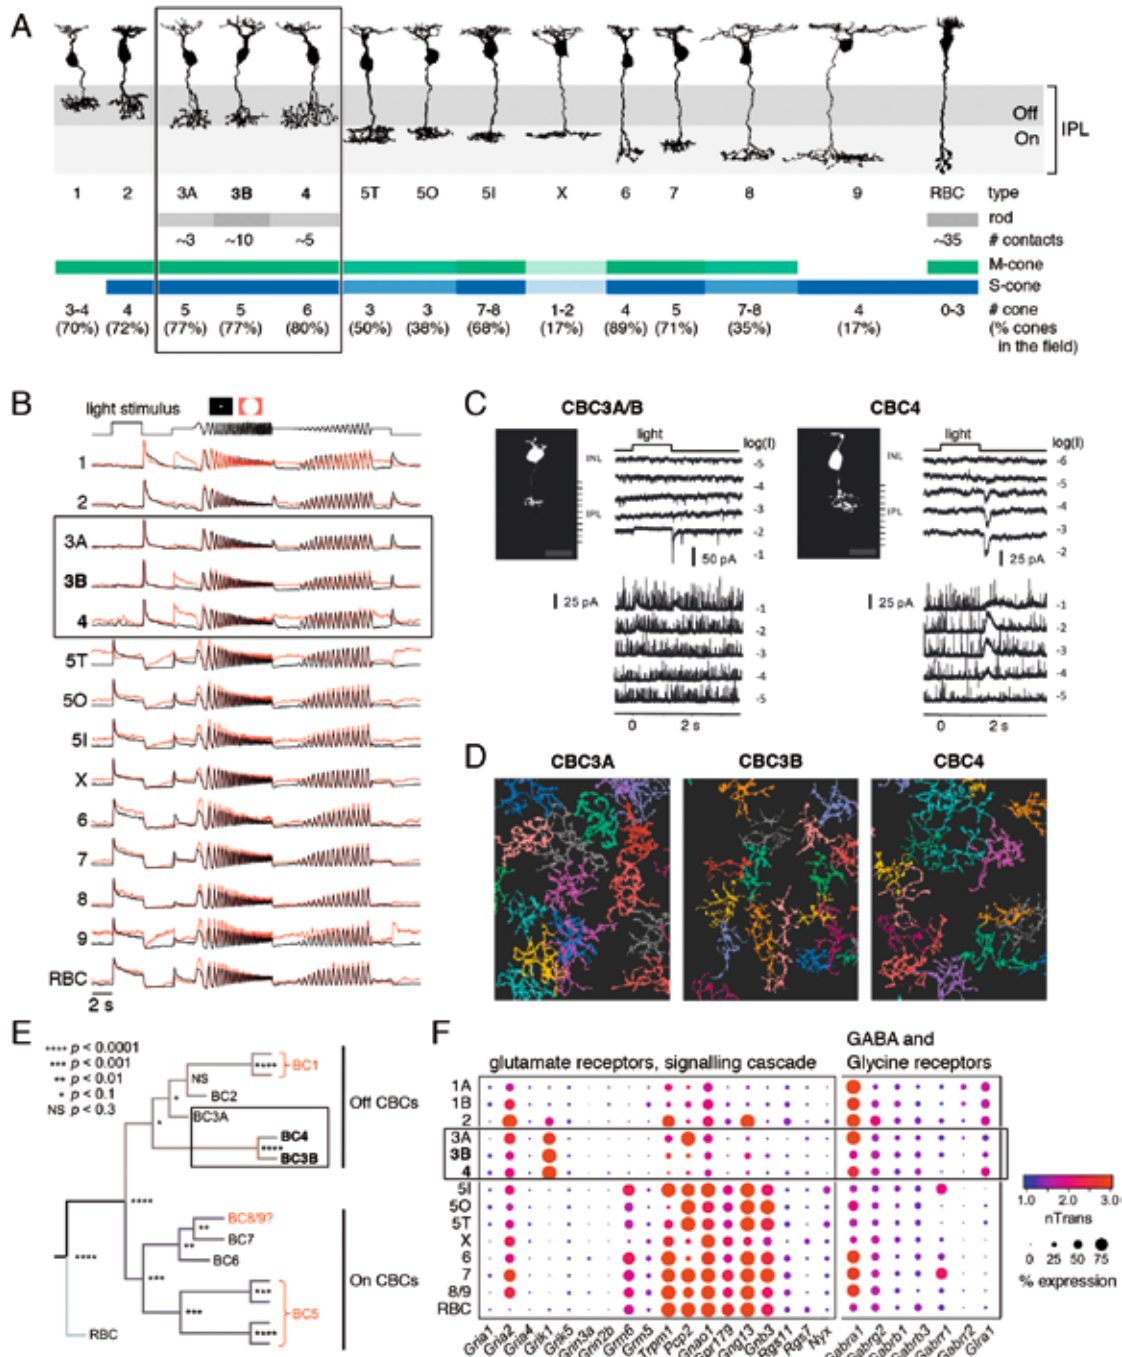 A
Off
On
IPL
1 2 3A 3B 4 5T 5O 5I X 6 7 8 9 RBC type
rod
~3 ~10 ~5 ~35 # contacts
M-cone
S-cone
3-4 4 5 5 6 3 3 7-8 1-2 4 5 7-8 4 0-3 # cone
(70%) (72%) (77%) (77%) (80%) (50%) (38%) (68%) (17%) (89%) (71%) (35%) (17%) (% cones
in the field)
B
light stimulus
1
2
3A
3B
4
5T
5O
5I
X
6
7
8
9
RBC
2 s
C
CBC3A/B CBC4
light log(I) light log(I)
INL -5 INL -6
-4 -5
-3 -4
IPL IPL
-2 -3
-1 -2
50 pA 25 pA
25 pA 25 pA
-1 -1
-2 -2
-3 -3
-4 -4
-5 -5
0 2 s 0 2 s
D
CBC3A CBC3B CBC4
E
**** p < 0.0001
*** p < 0.001
** p < 0.01
* p < 0.1
NS p < 0.3
**** BC1
NS
BC2
*
BC3A
*
BC4
****
BC3B
Off CBCs
****
****
BC8/9?
**
BC7
**
BC6
***
***
***
BC5
****
On CBCs
RBC
F
glutamate receptors, signalling cascade
GABA and
Glycine receptors
1A
1B
2
3A
3B
4
5I
5O
5T
X
6
7
8/9
RBC
Gria1 Gria2 Gria4 Grik1 Grik5 Grin3a Grin2b Grm6 Grm5 Trpm1 Pcp2 Gnao1 Gpr179 Gng13 Gnb3 Rgs11 Rgs7 Nyx
Gabra1 Gabrg2 Gabrb1 Gabrb3 Gabrr1 Gabrr2 Glra1
1.0 2.0 3.0
nTrans
0 25 50 75
% expression